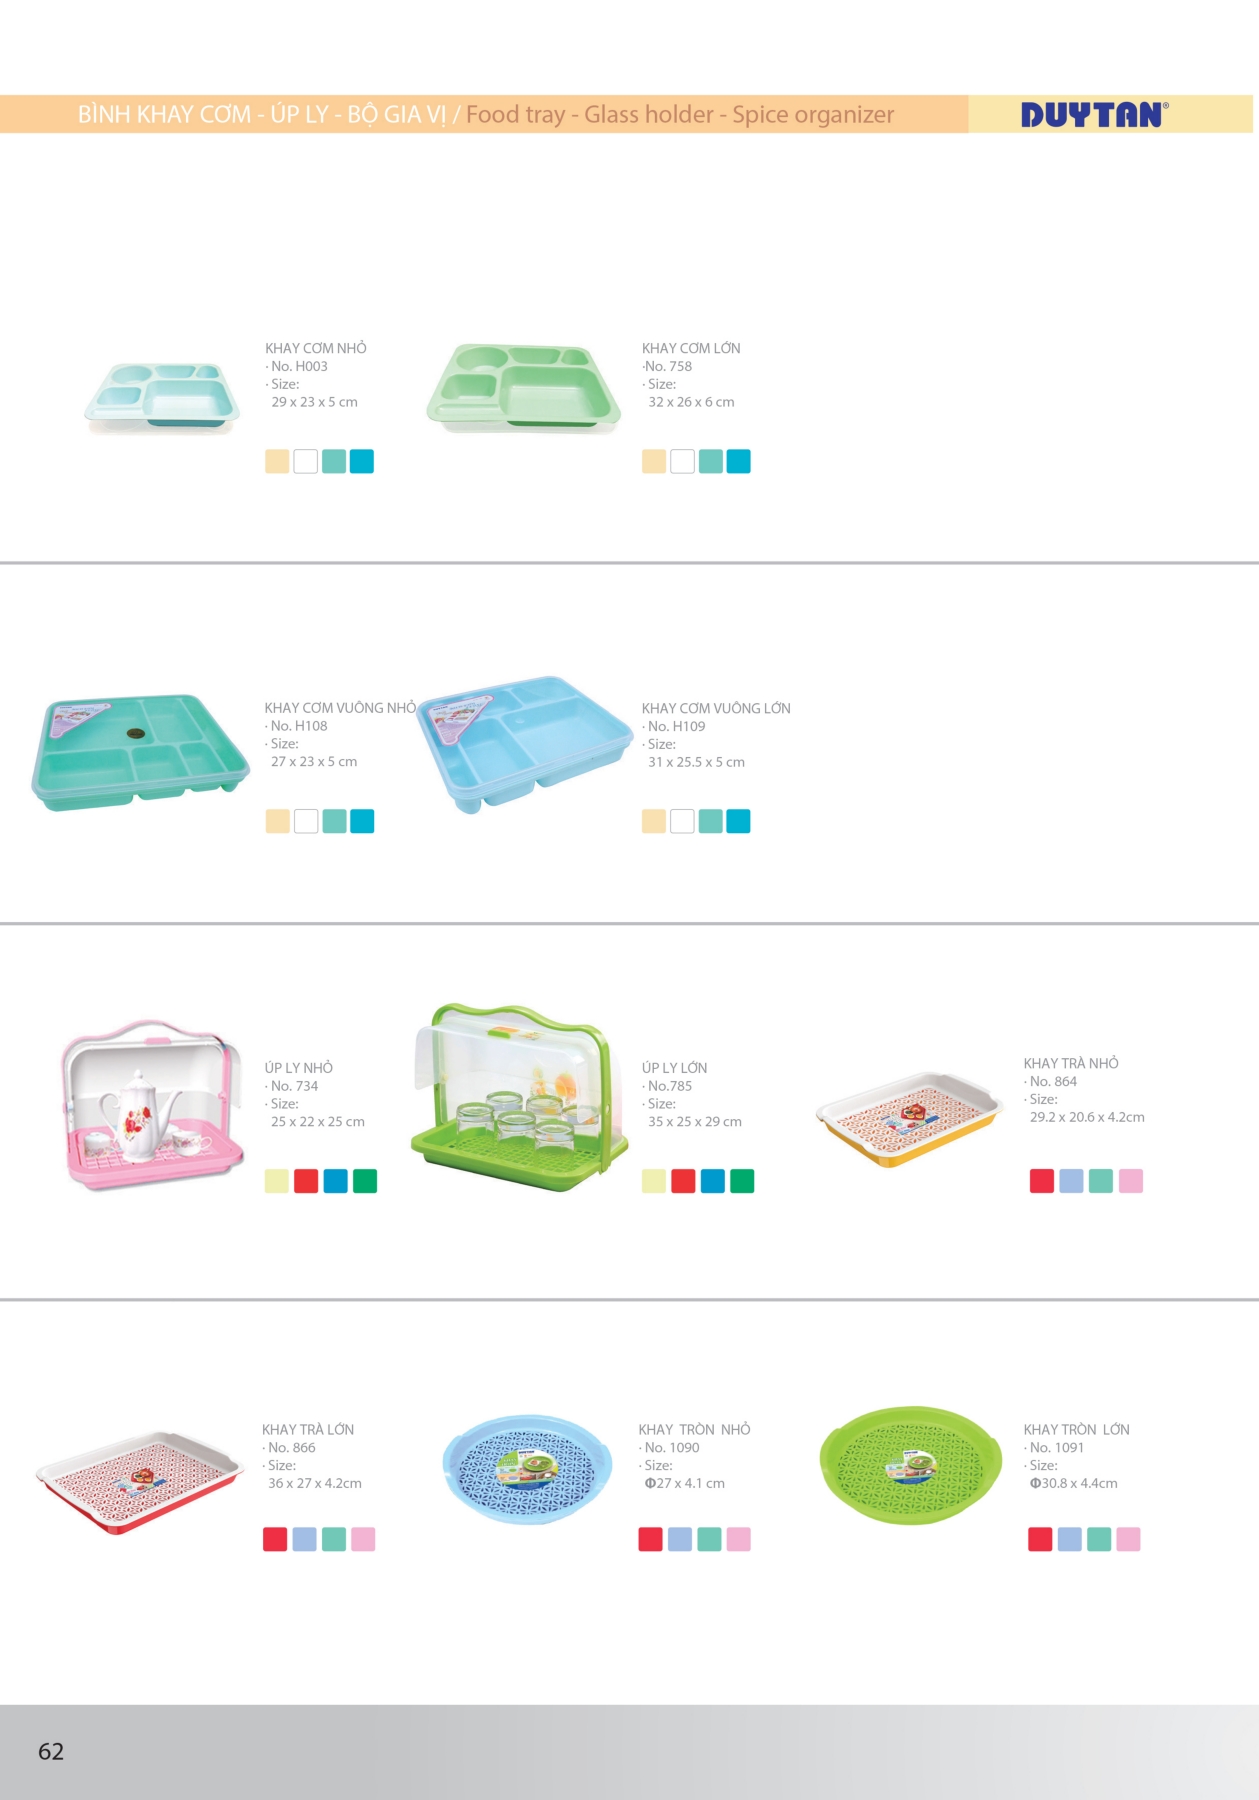 BÌNH KHAY CƠM - ÚP LY - BỘ GIA VỊ / Food tray - Glass holder - Spice organizer
DUYTAN®
KHAY CƠM NHỎ
· No. H003
· Size:
29 x 23 x 5 cm
KHAY CƠM LỚN
·No. 758
· Size:
32 x 26 x 6 cm
KHAY CƠM VUÔNG NHỎ
· No. H108
· Size:
27 x 23 x 5 cm
KHAY CƠM VUÔNG LỚN
· No. H109
· Size:
31 x 25.5 x 5 cm
ÚP LY NHỎ
· No. 734
· Size:
25 x 22 x 25 cm
ÚP LY LỚN
· No.785
· Size:
35 x 25 x 29 cm
KHAY TRÀ NHỎ
· No. 864
· Size:
29.2 x 20.6 x 4.2cm
KHAY TRÀ LỚN
· No. 866
· Size:
36 x 27 x 4.2cm
KHAY TRÒN NHỎ
· No. 1090
· Size:
Φ27 x 4.1 cm
KHAY TRÒN LỚN
· No. 1091
· Size:
Φ30.8 x 4.4cm
62